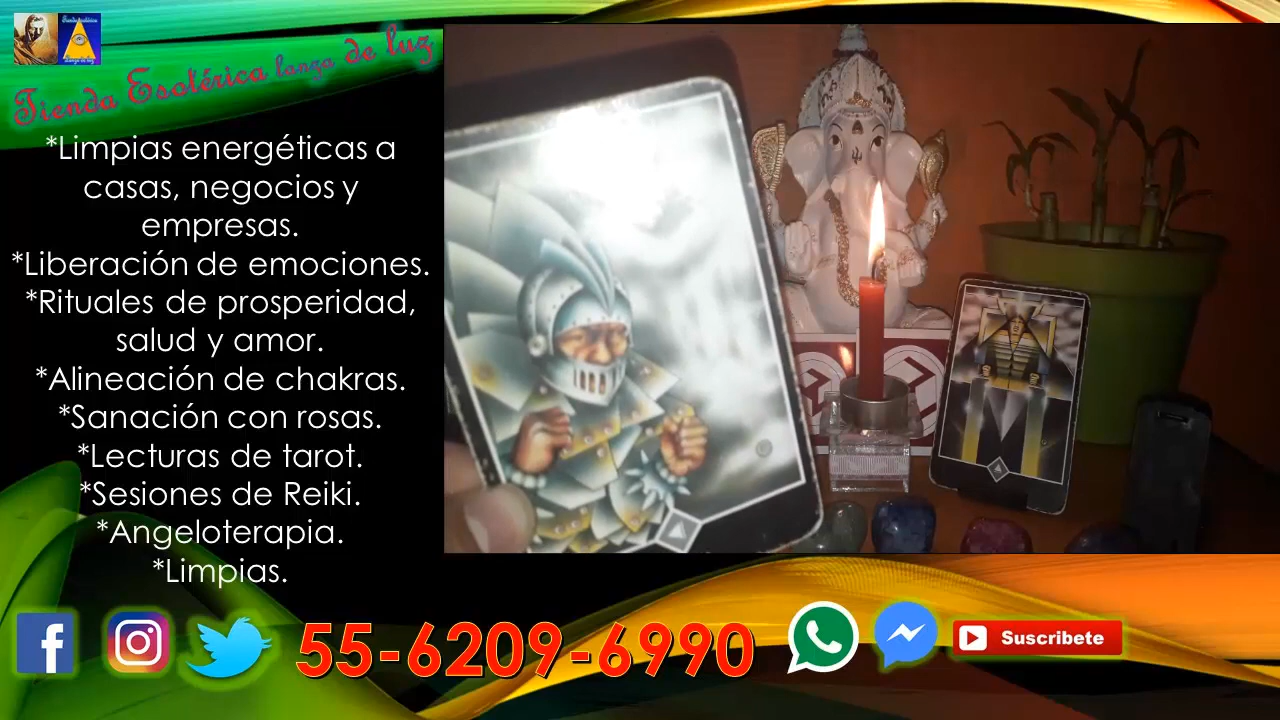 Tienda Esotérica lanza de luz
*Limpias energéticas a
casas, negocios y
empresas.
*Liberación de emociones.
*Rituales de prosperidad,
salud y amor.
*Alineación de chakras.
*Sanación con rosas.
*Lecturas de tarot.
*Sesiones de Reiki.
*Angeloterapia.
*Limpias.
55-6209-6990
Suscribete